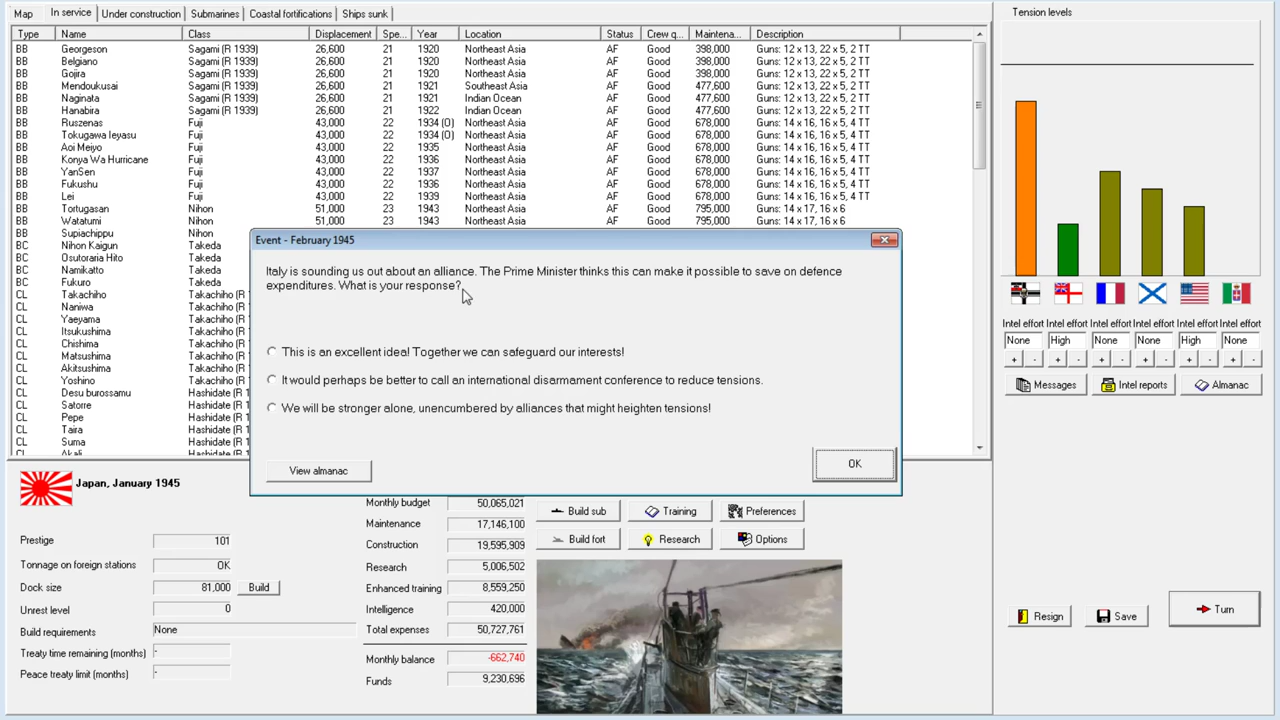 Map In service Under construction Submarines Coastal fortifications Ships sunk
Type Name Class Displacement Spe... Year Location Status Crew q... Maintena... Description
BB Georgeson Sagami (R 1939) 26,600 21 1920 Northeast Asia AF Good 398,000 Guns: 12 x 13, 22 x 5, 2 TT
BB Belgiano Sagami (R 1939) 26,600 21 1920 Northeast Asia AF Good 398,000 Guns: 12 x 13, 22 x 5, 2 TT
BB Gojira Sagami (R 1939) 26,600 21 1920 Northeast Asia AF Good 398,000 Guns: 12 x 13, 22 x 5, 2 TT
BB Mendoukusai Sagami (R 1939) 26,600 21 1921 Southeast Asia AF Good 477,600 Guns: 12 x 13, 22 x 5, 2 TT
BB Naginata Sagami (R 1939) 26,600 21 1921 Indian Ocean AF Good 477,600 Guns: 12 x 13, 22 x 5, 2 TT
BB Hanabira Sagami (R 1939) 26,600 21 1921 Indian Ocean AF Good 477,600 Guns: 12 x 13, 22 x 5, 2 TT
BB Ruszenas Fuji 43,000 22 1934 (O) Northeast Asia AF Good 678,000 Guns: 14 x 16, 16 x 5, 4 TT
BB Tokugawa Ieyasu Fuji 43,000 22 1934 (O) Northeast Asia AF Good 678,000 Guns: 14 x 16, 16 x 5, 4 TT
BB Aoi Meiyo Fuji 43,000 22 1935 Northeast Asia AF Good 678,000 Guns: 14 x 16, 16 x 5, 4 TT
BB Konya Wa Hurricane Fuji 43,000 22 1936 Northeast Asia AF Good 678,000 Guns: 14 x 16, 16 x 5, 4 TT
BB YanSen Fuji 43,000 22 1937 Northeast Asia AF Good 678,000 Guns: 14 x 16, 16 x 5, 4 TT
BB Fukushu Fuji 43,000 22 1936 Northeast Asia AF Good 678,000 Guns: 14 x 16, 16 x 5, 4 TT
BB Lei Fuji 43,000 22 1939 Northeast Asia AF Good 678,000 Guns: 14 x 16, 16 x 5, 4 TT
BB Tortugasan Nihon 51,000 23 1943 Northeast Asia AF Good 795,000 Guns: 14 x 17, 16 x 6
BB Watatumi Nihon 51,000 23 1943 Northeast Asia AF Good 795,000 Guns: 14 x 17, 16 x 6
BB Supiachippu Nihon
BC Nihon Kaigun Takeda
BC Osutoraria Hito Takeda
BC Namikatto Takeda
BC Fukuro Takeda
CL Takachiho Takachiho (R
CL Naniwa Takachiho (R
CL Yaeyama Takachiho (R
CL Itsukushima Takachiho (R
CL Chishima Takachiho (R
CL Matsushima Takachiho (R
CL Akitsushima Takachiho (R
CL Yoshino Takachiho (R
CL Desu burossamu Hashidate (R 1
CL Satorre Hashidate (R 1
CL Pepe Hashidate (R 1
CL Taira Hashidate (R 1
CL Suma Hashidate (R 1
CL Akali Hashidate (R 1
Event - February 1945
Italy is sounding us out about an alliance. The Prime Minister thinks this can make it possible to save on defence
expenditures. What is your response?
This is an excellent idea! Together we can safeguard our interests!
It would perhaps be better to call an international disarmament conference to reduce tensions.
We will be stronger alone, unencumbered by alliances that might heighten tensions!
View almanac OK
Tension levels
Intel effort Intel effort Intel effort Intel effort Intel effort Intel effort
None High None None High None
+ - + - + - + - + - + -
Messages Intel reports Almanac
Japan, January 1945
Prestige 101
Tonnage on foreign stations OK
Dock size 81,000 Build
Unrest level 0
Build requirements None
Treaty time remaining (months) -
Peace treaty limit (months) -
Monthly budget 50,065,021
Maintenance 17,146,100
Construction 19,595,909
Research 5,006,502
Enhanced training 8,559,250
Intelligence 420,000
Total expenses 50,727,761
Monthly balance -662,740
Funds 9,230,696
Build sub Training Preferences
Build fort Research Options
Resign Save Turn